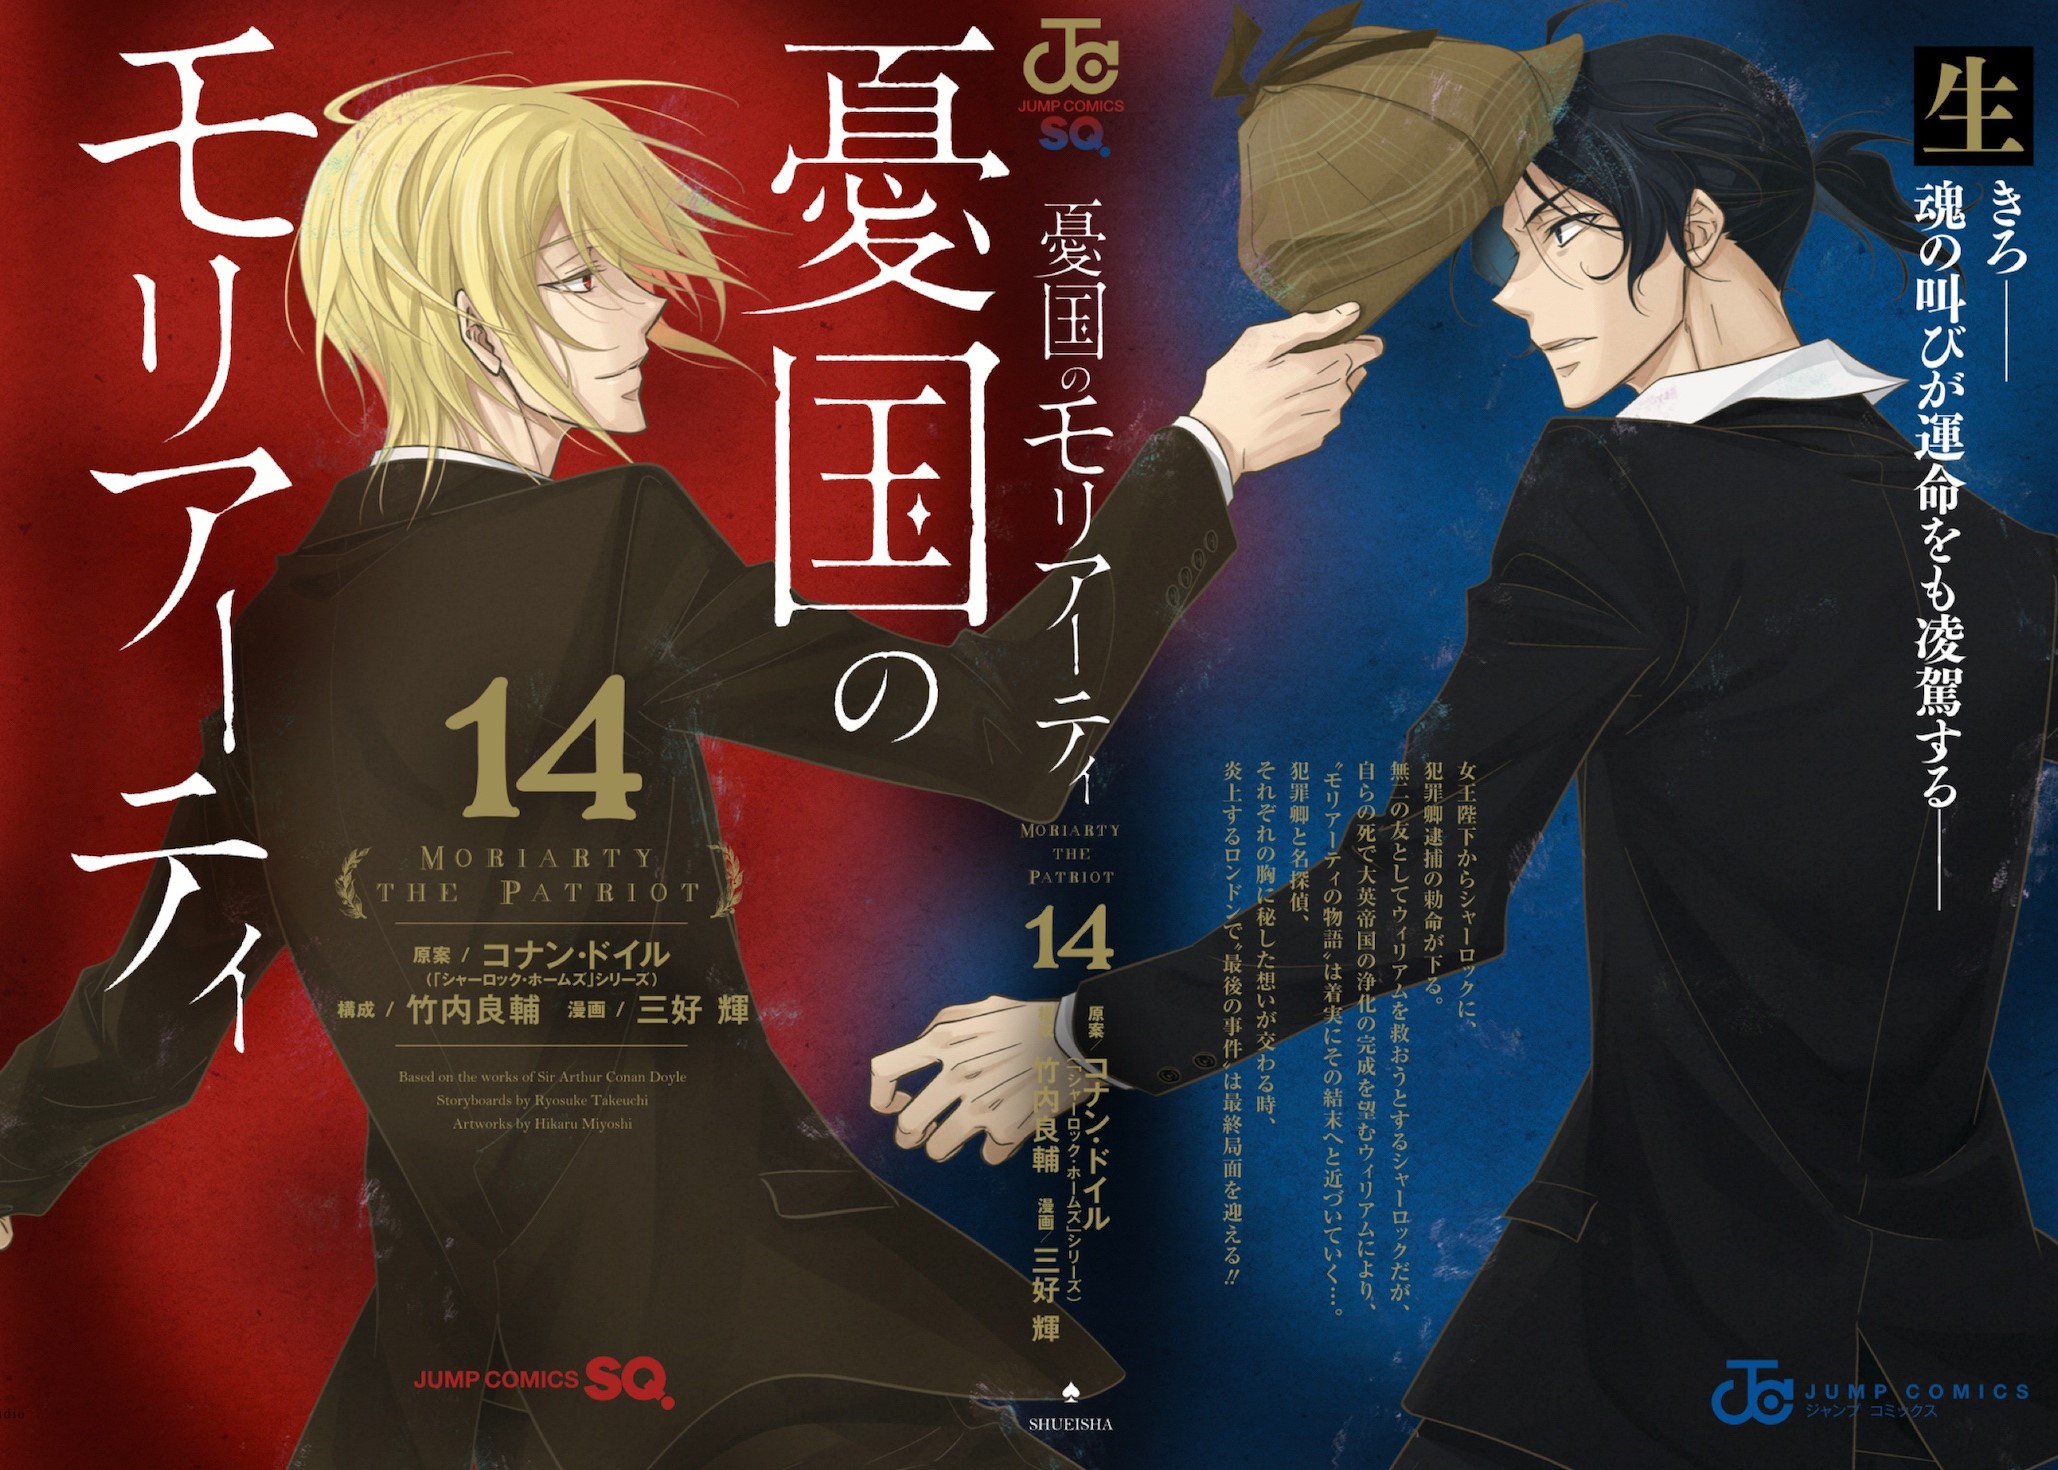 憂国の
モリアーティ
14
MORIARTY
THE PATRIOT
原案 / コナン・ドイル
(「シャーロック・ホームズ」シリーズ)
構成 / 竹内良輔 漫画 / 三好 輝
Based on the works of Sir Arthur Conan Doyle
Storyboards by Ryosuke Takeuchi
Artworks by Hikaru Miyoshi
JUMP COMICS SQ.
JUMP COMICS
SQ.
憂国のモリアーティ
MORIARTY
THE
PATRIOT
14
原案/コナン・ドイル
(「シャーロック・ホームズ」シリーズ)
竹内良輔 漫画/三好 輝
SHUEISHA
生きろ――
魂の叫びが運命をも凌駕する――
女王陛下からシャーロックに、
犯罪卿逮捕の勅命が下る。
無二の友としてウィリアムを救おうとするシャーロックだが、
自らの死で大英帝国の浄化の完成を望むウィリアムにより、
“モリアーティの物語”は着実にその結末へと近づいていく…。
犯罪卿と名探偵、
それぞれの胸に秘した想いが交わる時、
炎上するロンドンで“最後の事件”は最終局面を迎える!!
JUMP COMICS
ジャンプ コミックス